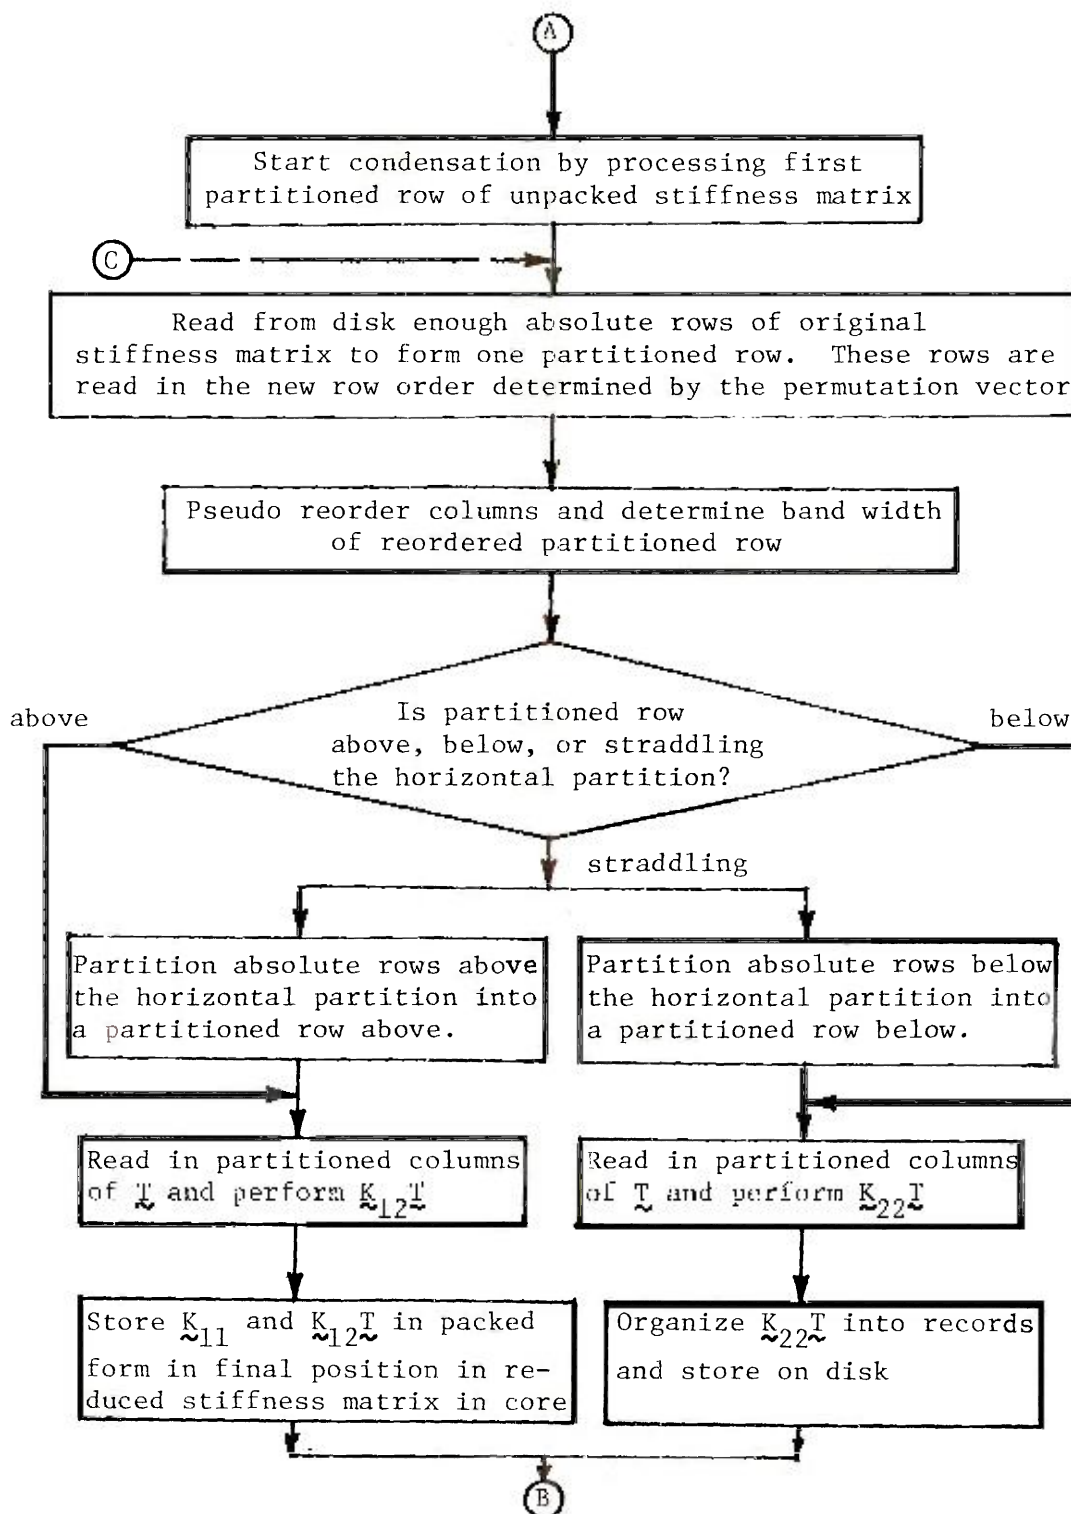 A
Start condensation by processing first
partitioned row of unpacked stiffness matrix
C
Read from disk enough absolute rows of original
stiffness matrix to form one partitioned row. These rows are
read in the new row order determined by the permutation vector
Pseudo reorder columns and determine band width
of reordered partitioned row
above
Is partitioned row
above, below, or straddling
the horizontal partition?
below
straddling
Partition absolute rows above
the horizontal partition into
a partitioned row above.
Partition absolute rows below
the horizontal partition into
a partitioned row below.
Read in partitioned columns
of T and perform K12T
Read in partitioned columns
of T and perform K22T
Store K11 and K12T in packed
form in final position in re-
duced stiffness matrix in core
Organize K22T into records
and store on disk
B